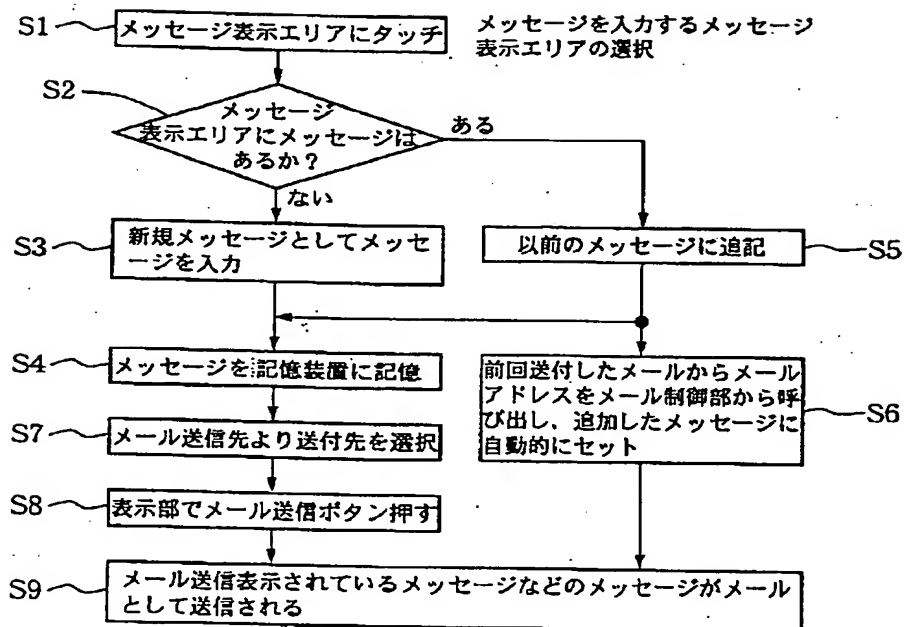 S1
メッセージ表示エリアにタッチ
メッセージを入力するメッセージ
表示エリアの選択
S2
メッセージ
表示エリアにメッセージは
あるか？
ある
ない
S3
新規メッセージとしてメッセ
ージを入力
以前のメッセージに追記
S5
S4
メッセージを記憶装置に記憶
前回送付したメールからメール
アドレスをメール制御部から呼
び出し、追加したメッセージに
自動的にセット
S6
S7
メール送信先より送付先を選択
S8
表示部でメール送信ボタン押す
S9
メール送信表示されているメッセージなどのメッセージがメール
として送信される